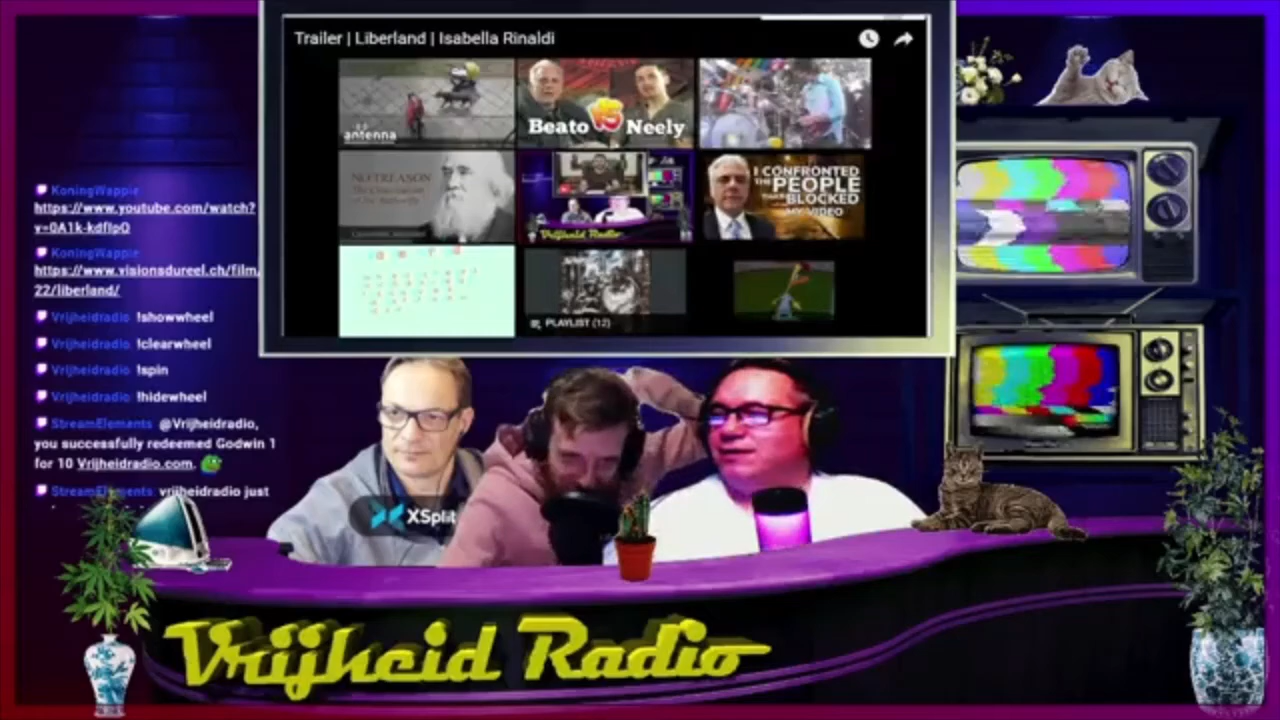 Trailer | Liberland | Isabella Rinaldi
antenna
Beato VS Neely
NO TREASON
I CONFRONTED
THE PEOPLE
BLOCKED
MY VIDEO
Vrijheid Radio
PLAYLIST (12)
KoningWappie
https://www.youtube.com/watch?
v=0A1k-kdflpQ
KoningWappie
https://www.visionsdureel.ch/film/
22/liberland/
Vrijheidradio !showwheel
Vrijheidradio !clearwheel
Vrijheidradio !spin
Vrijheidradio !hidewheel
StreamElements @Vrijheidradio,
you successfully redeemed Godwin 1
for 10 Vrijheidradio.com.
StreamElements vrijheidradio just
XSplit
Vrijheid Radio